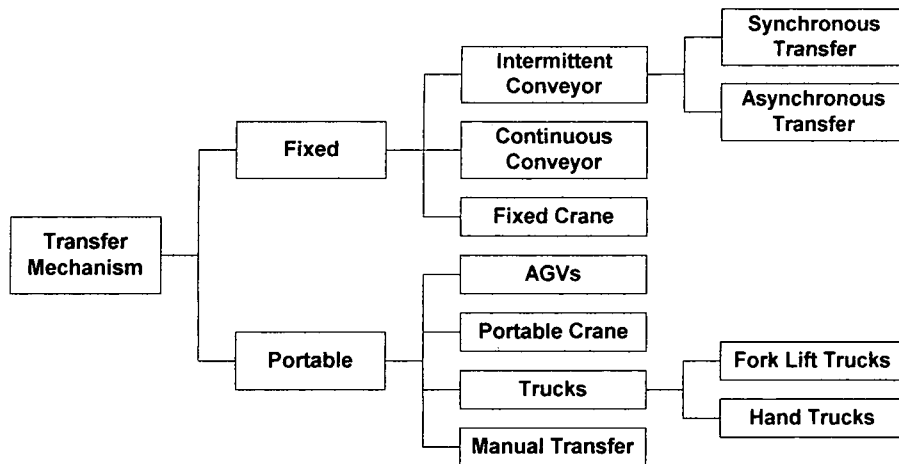 Synchronous
Transfer
Intermittent
Conveyor
Asynchronous
Transfer
Fixed
Continuous
Conveyor
Fixed Crane
Transfer
Mechanism
AGVs
Portable Crane
Portable
Fork Lift Trucks
Trucks
Hand Trucks
Manual Transfer